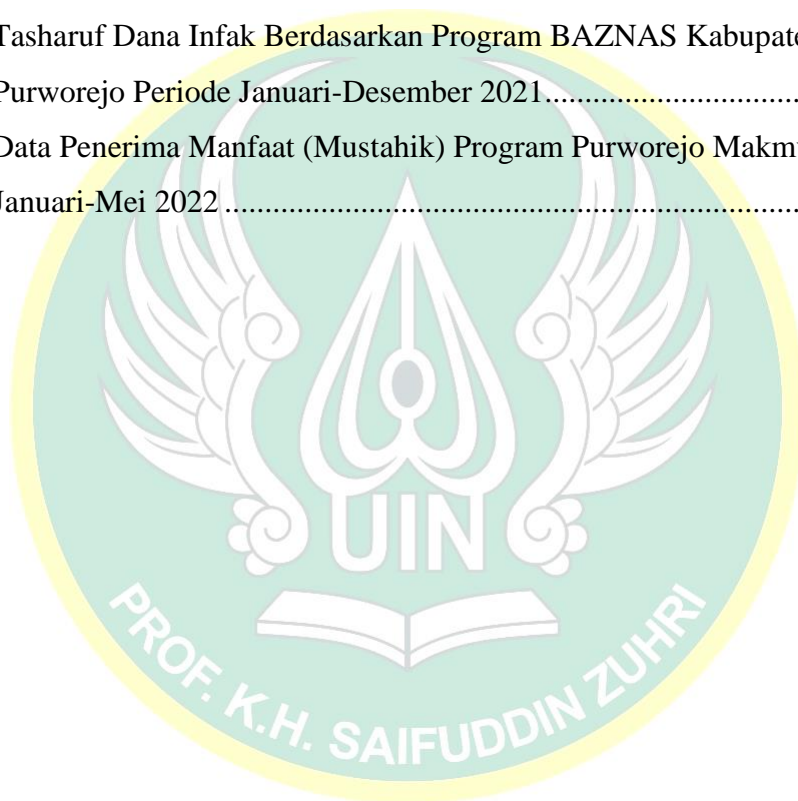 Tasharuf Dana Infak Berdasarkan Program BAZNAS Kabupate
Purworejo Periode Januari-Desember 2021..............................
Data Penerima Manfaat (Mustahik) Program Purworejo Makm
Januari-Mei 2022 .........................................................................
UIN
PROF. K.H. SAIFUDDIN ZUHRI